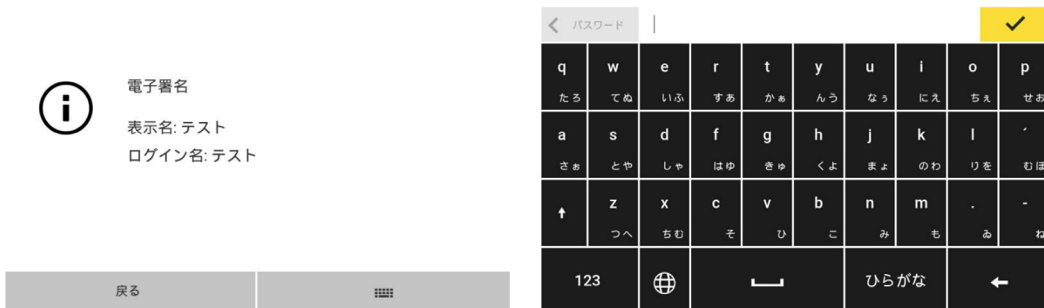 電子署名
表示名: テスト
ログイン名: テスト
戻る
パスワード
q w e r t y u i o p
たろ てぬ いふ すあ かぁ んう なぅ にえ ちぇ せお
a s d f g h j k l ´
さぉ とや しゃ はゆ きゅ くよ まょ のわ りを むほ
z x c v b n m . -
つへ ちむ そ ひ こ み も ゐ ね
123 ひらがな